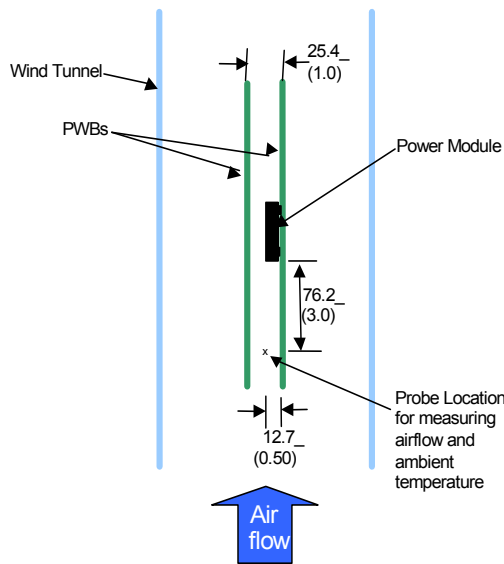 25.4_
(1.0)
Wind Tunnel
PWBs
Power Module
76.2_
(3.0)
x
Probe Location
for measuring
airflow and
ambient
temperature
12.7_
(0.50)
Air
flow